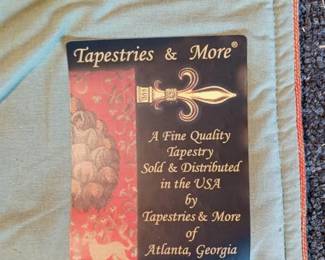 Tapestries & More®
A Fine Quality
Tapestry
Sold & Distributed
in the USA
by
Tapestries & More
of
Atlanta, Georgia